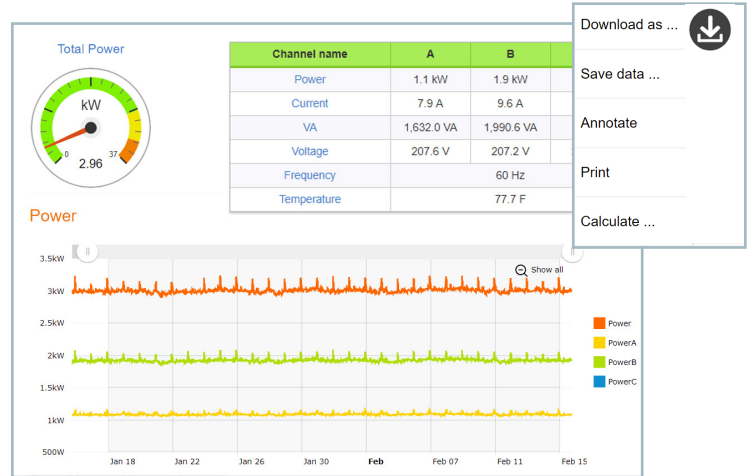 Total Power
kW
0
37
2.96
Channel name A B
Power 1.1 kW 1.9 kW
Current 7.9 A 9.6 A
VA 1,632.0 VA 1,990.6 VA
Voltage 207.6 V 207.2 V
Frequency 60 Hz
Temperature 77.7 F
Download as ...
Save data ...
Annotate
Print
Calculate ...
Power
Show all
3.5kW
3kW
2.5kW
2kW
1.5kW
1kW
500W
Jan 18 Jan 22 Jan 26 Jan 30 Feb Feb 07 Feb 11 Feb 15
Power
PowerA
PowerB
PowerC